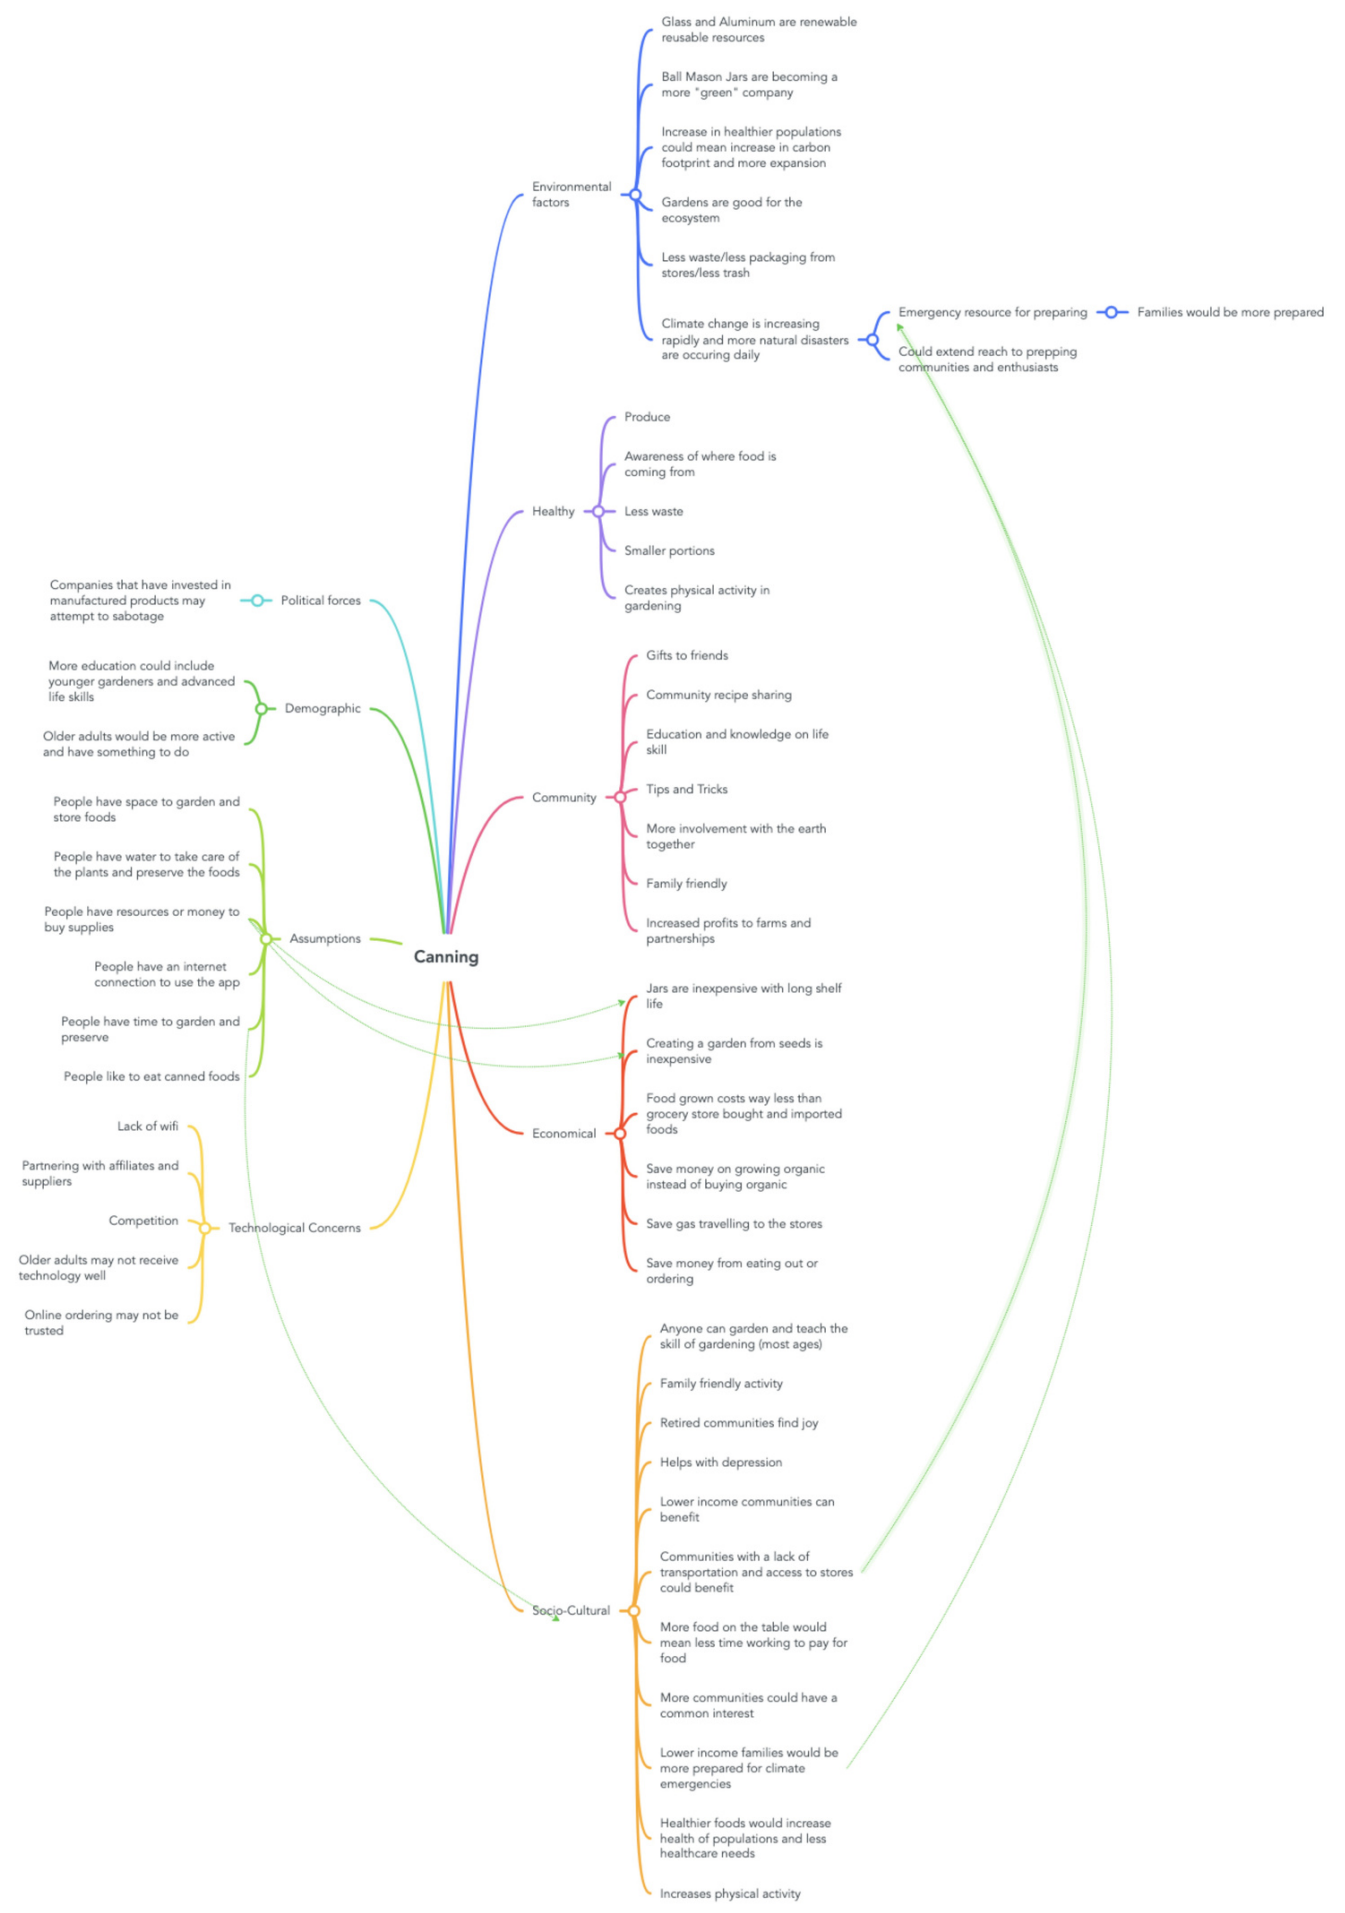 Glass and Aluminum are renewable
reusable resources
Ball Mason Jars are becoming a
more "green" company
Increase in healthier populations
could mean increase in carbon
footprint and more expansion
Environmental
factors
Gardens are good for the
ecosystem
Less waste/less packaging from
stores/less trash
Climate change is increasing
rapidly and more natural disasters
are occuring daily
Emergency resource for preparing
Families would be more prepared
Could extend reach to prepping
communities and enthusiasts
Healthy
Produce
Awareness of where food is
coming from
Less waste
Smaller portions
Creates physical activity in
gardening
Political forces
Companies that have invested in
manufactured products may
attempt to sabotage
Demographic
More education could include
younger gardeners and advanced
life skills
Older adults would be more active
and have something to do
Community
Gifts to friends
Community recipe sharing
Education and knowledge on life
skill
Tips and Tricks
More involvement with the earth
together
Family friendly
Increased profits to farms and
partnerships
Assumptions
People have space to garden and
store foods
People have water to take care of
the plants and preserve the foods
People have resources or money to
buy supplies
People have an internet
connection to use the app
People have time to garden and
preserve
People like to eat canned foods
Canning
Economical
Jars are inexpensive with long shelf
life
Creating a garden from seeds is
inexpensive
Food grown costs way less than
grocery store bought and imported
foods
Save money on growing organic
instead of buying organic
Save gas travelling to the stores
Save money from eating out or
ordering
Technological Concerns
Lack of wifi
Partnering with affiliates and
suppliers
Competition
Older adults may not receive
technology well
Online ordering may not be
trusted
Socio-Cultural
Anyone can garden and teach the
skill of gardening (most ages)
Family friendly activity
Retired communities find joy
Helps with depression
Lower income communities can
benefit
Communities with a lack of
transportation and access to stores
could benefit
More food on the table would
mean less time working to pay for
food
More communities could have a
common interest
Lower income families would be
more prepared for climate
emergencies
Healthier foods would increase
health of populations and less
healthcare needs
Increases physical activity